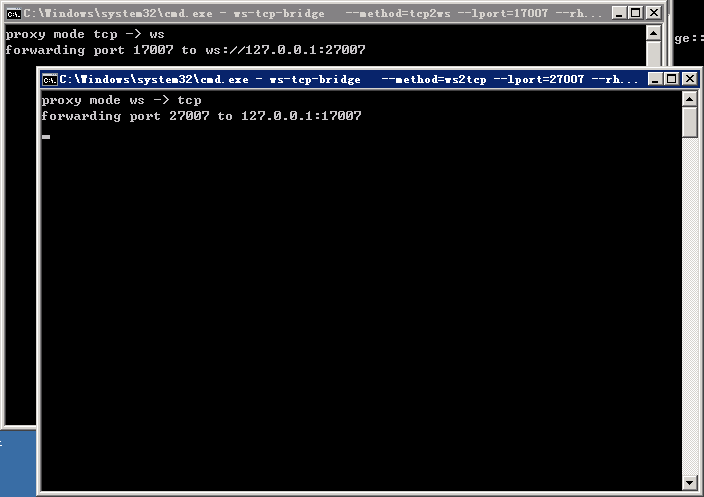 C:\Windows\system32\cmd.exe - ws-tcp-bridge --method=tcp2ws --lport=17007 --rh...
proxy mode tcp -> ws
forwarding port 17007 to ws://127.0.0.1:27007
ge::
C:\Windows\system32\cmd.exe - ws-tcp-bridge --method=ws2tcp --lport=27007 --rh...
proxy mode ws -> tcp
forwarding port 27007 to 127.0.0.1:17007